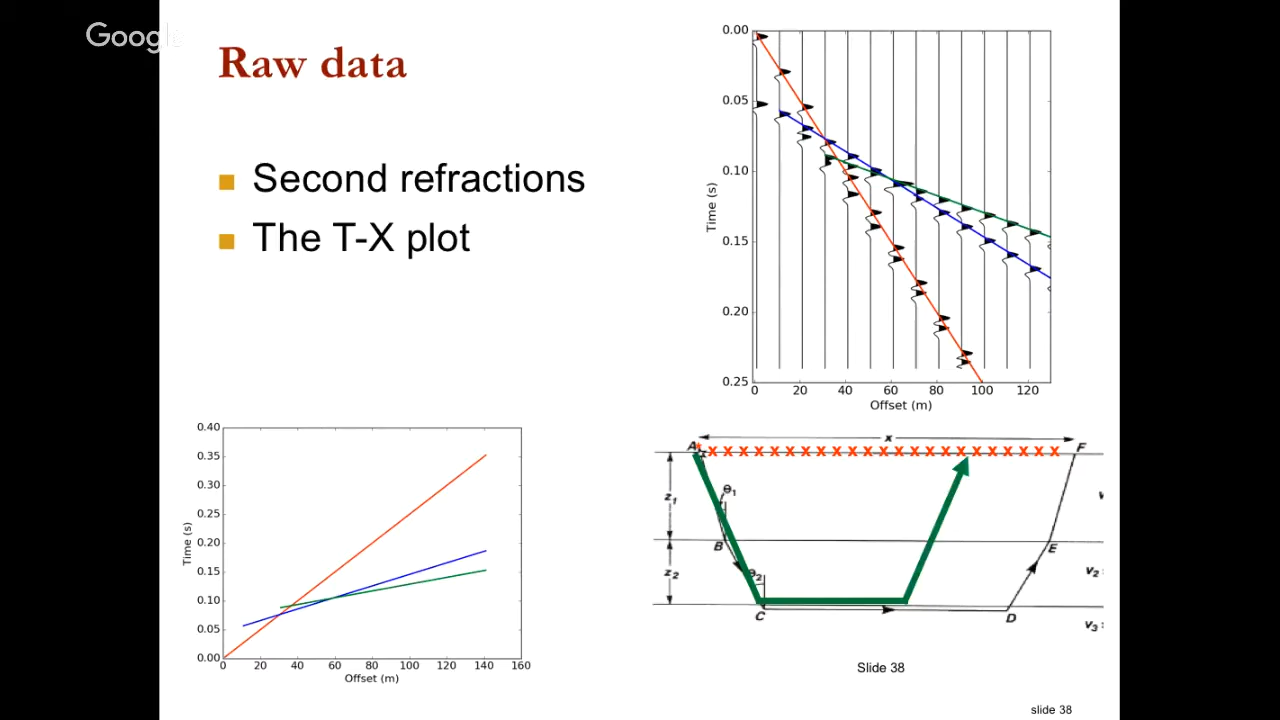 Google
Raw data
Second refractions
The T-X plot
0.00
0.05
0.10
0.15
0.20
0.25
Time (s)
0 20 40 60 80 100 120
Offset (m)
0.40
0.35
0.30
0.25
0.20
0.15
0.10
0.05
0.00
Time (s)
0 20 40 60 80 100 120 140 160
Offset (m)
x
A F
X X X X X X X X X X X X X X X X X X X X X X X
θ1
z1
B E
θ2
z2 v2 :
C D
v3 :
Slide 38
slide 38